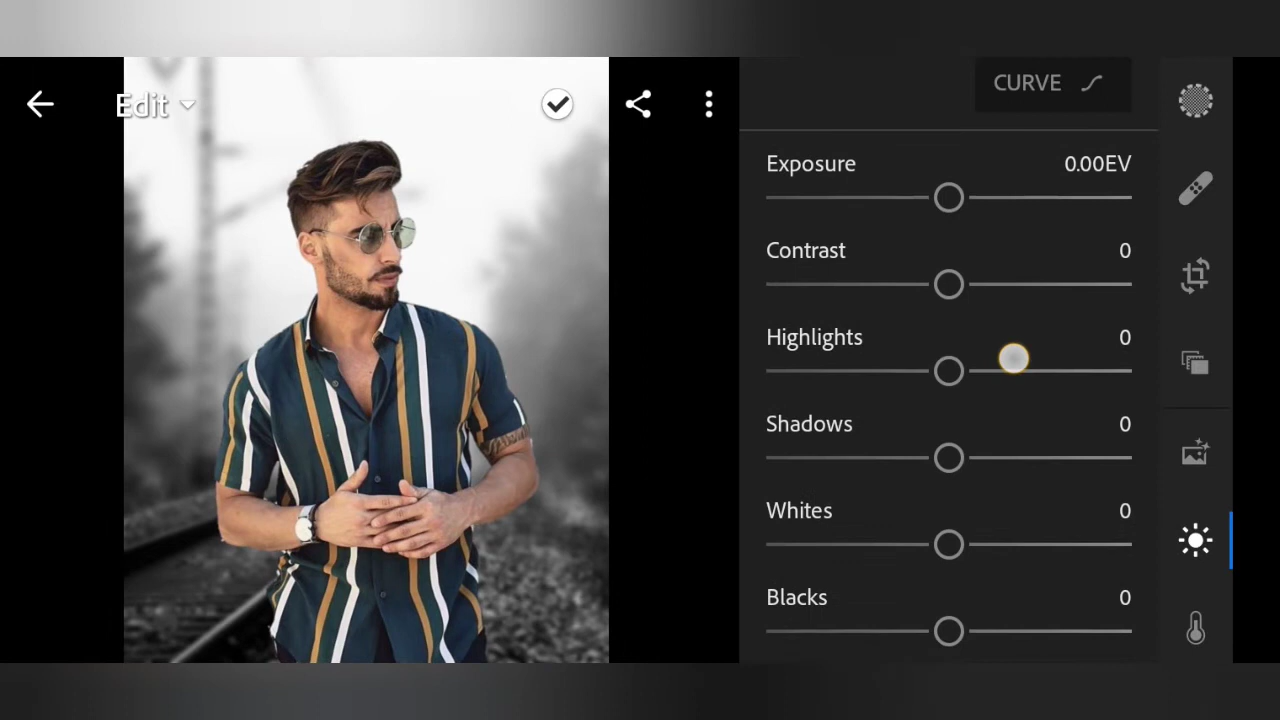 Edit
CURVE
Exposure 0.00EV
Contrast 0
Highlights 0
Shadows 0
Whites 0
Blacks 0